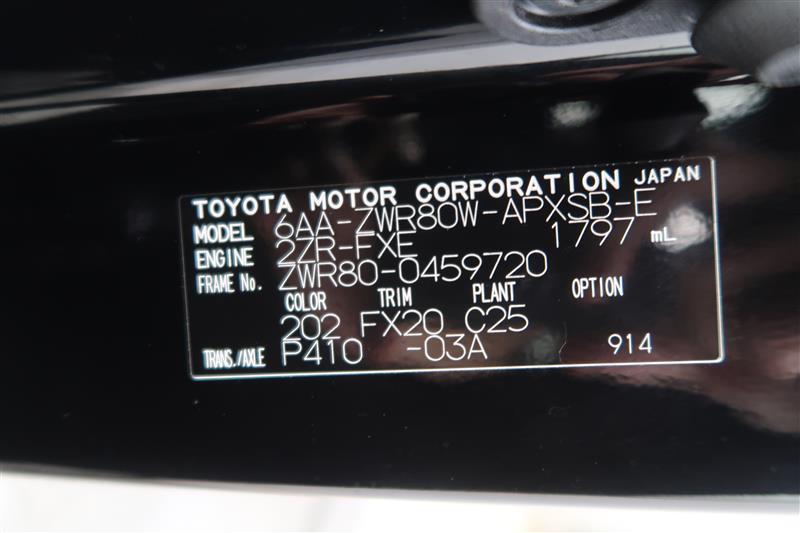 TOYOTA MOTOR CORPORATION JAPAN
MODEL 6AA-ZWR80W-APXSB-E
ENGINE 2ZR-FXE 1797 mL
FRAME No. ZWR80-0459720
COLOR TRIM PLANT OPTION
202 FX20 C25
TRANS./AXLE P410 -03A 914